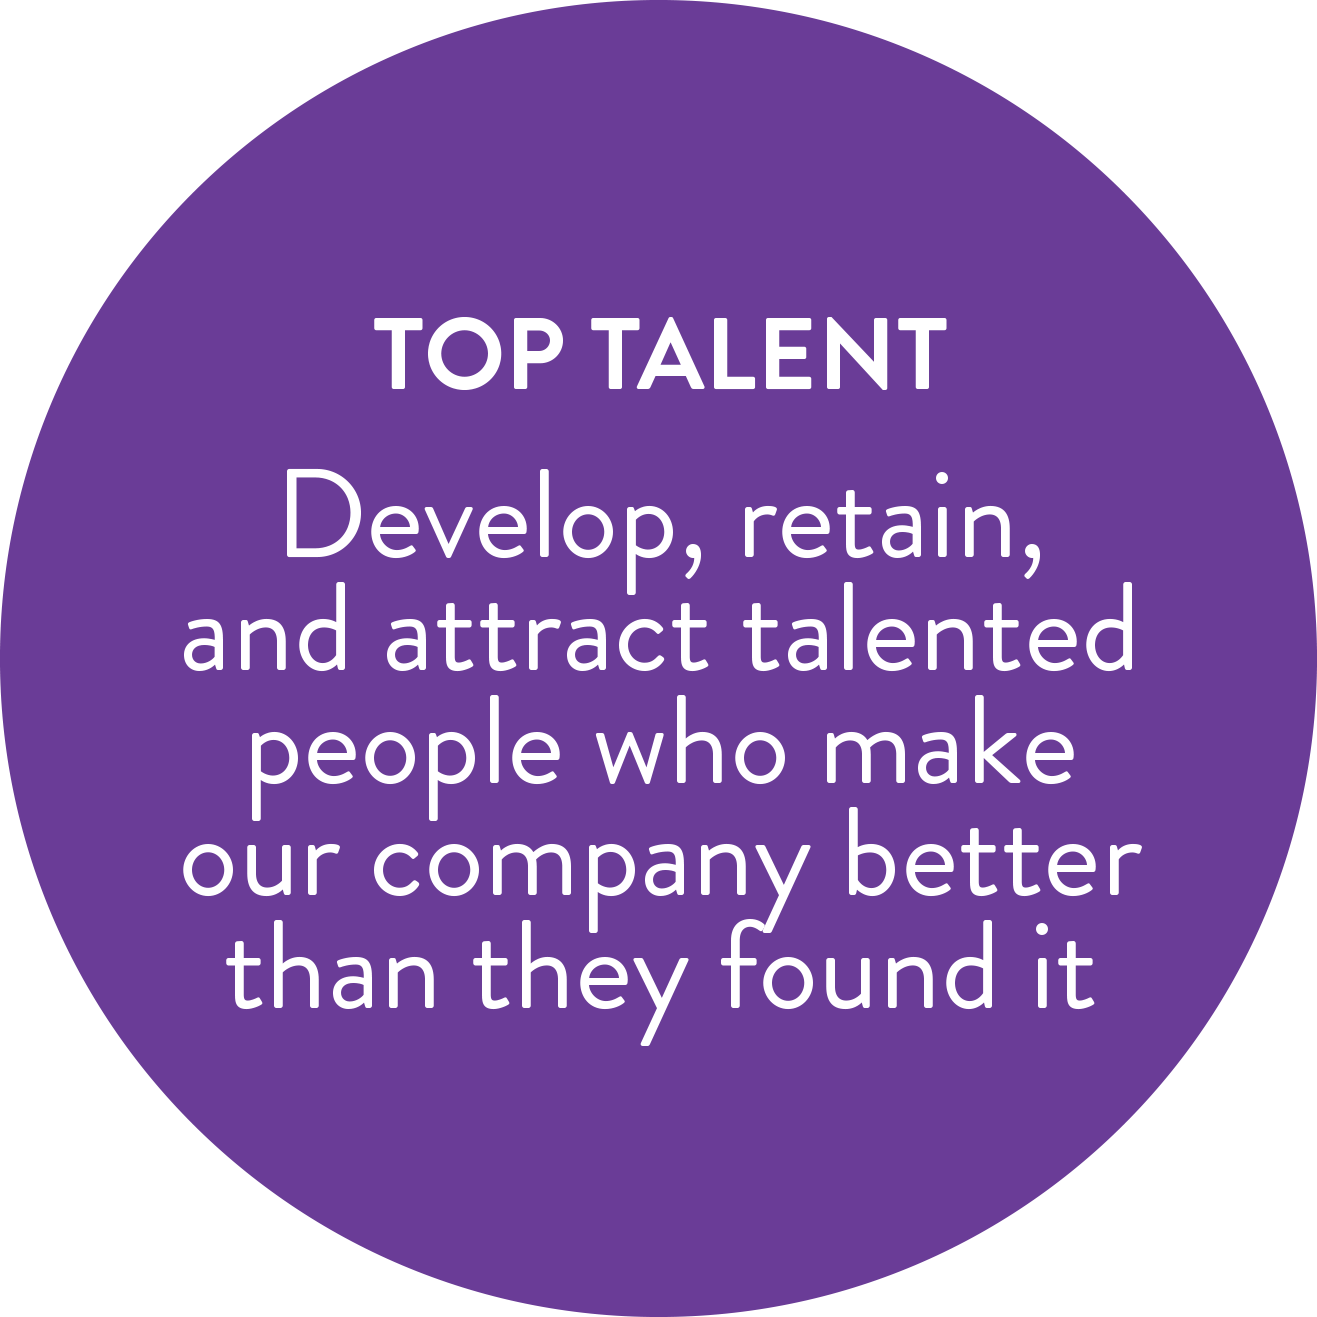 TOP TALENT
Develop, retain,
and attract talented
people who make
our company better
than they found it